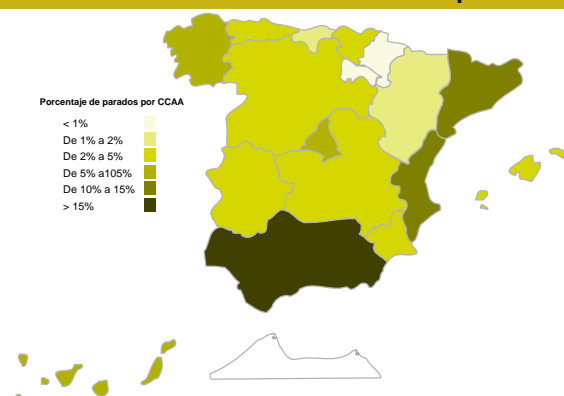 Porcentaje de parados por CCAA
< 1%
De 1% a 2%
De 2% a 5%
De 5% a105%
De 10% a 15%
> 15%